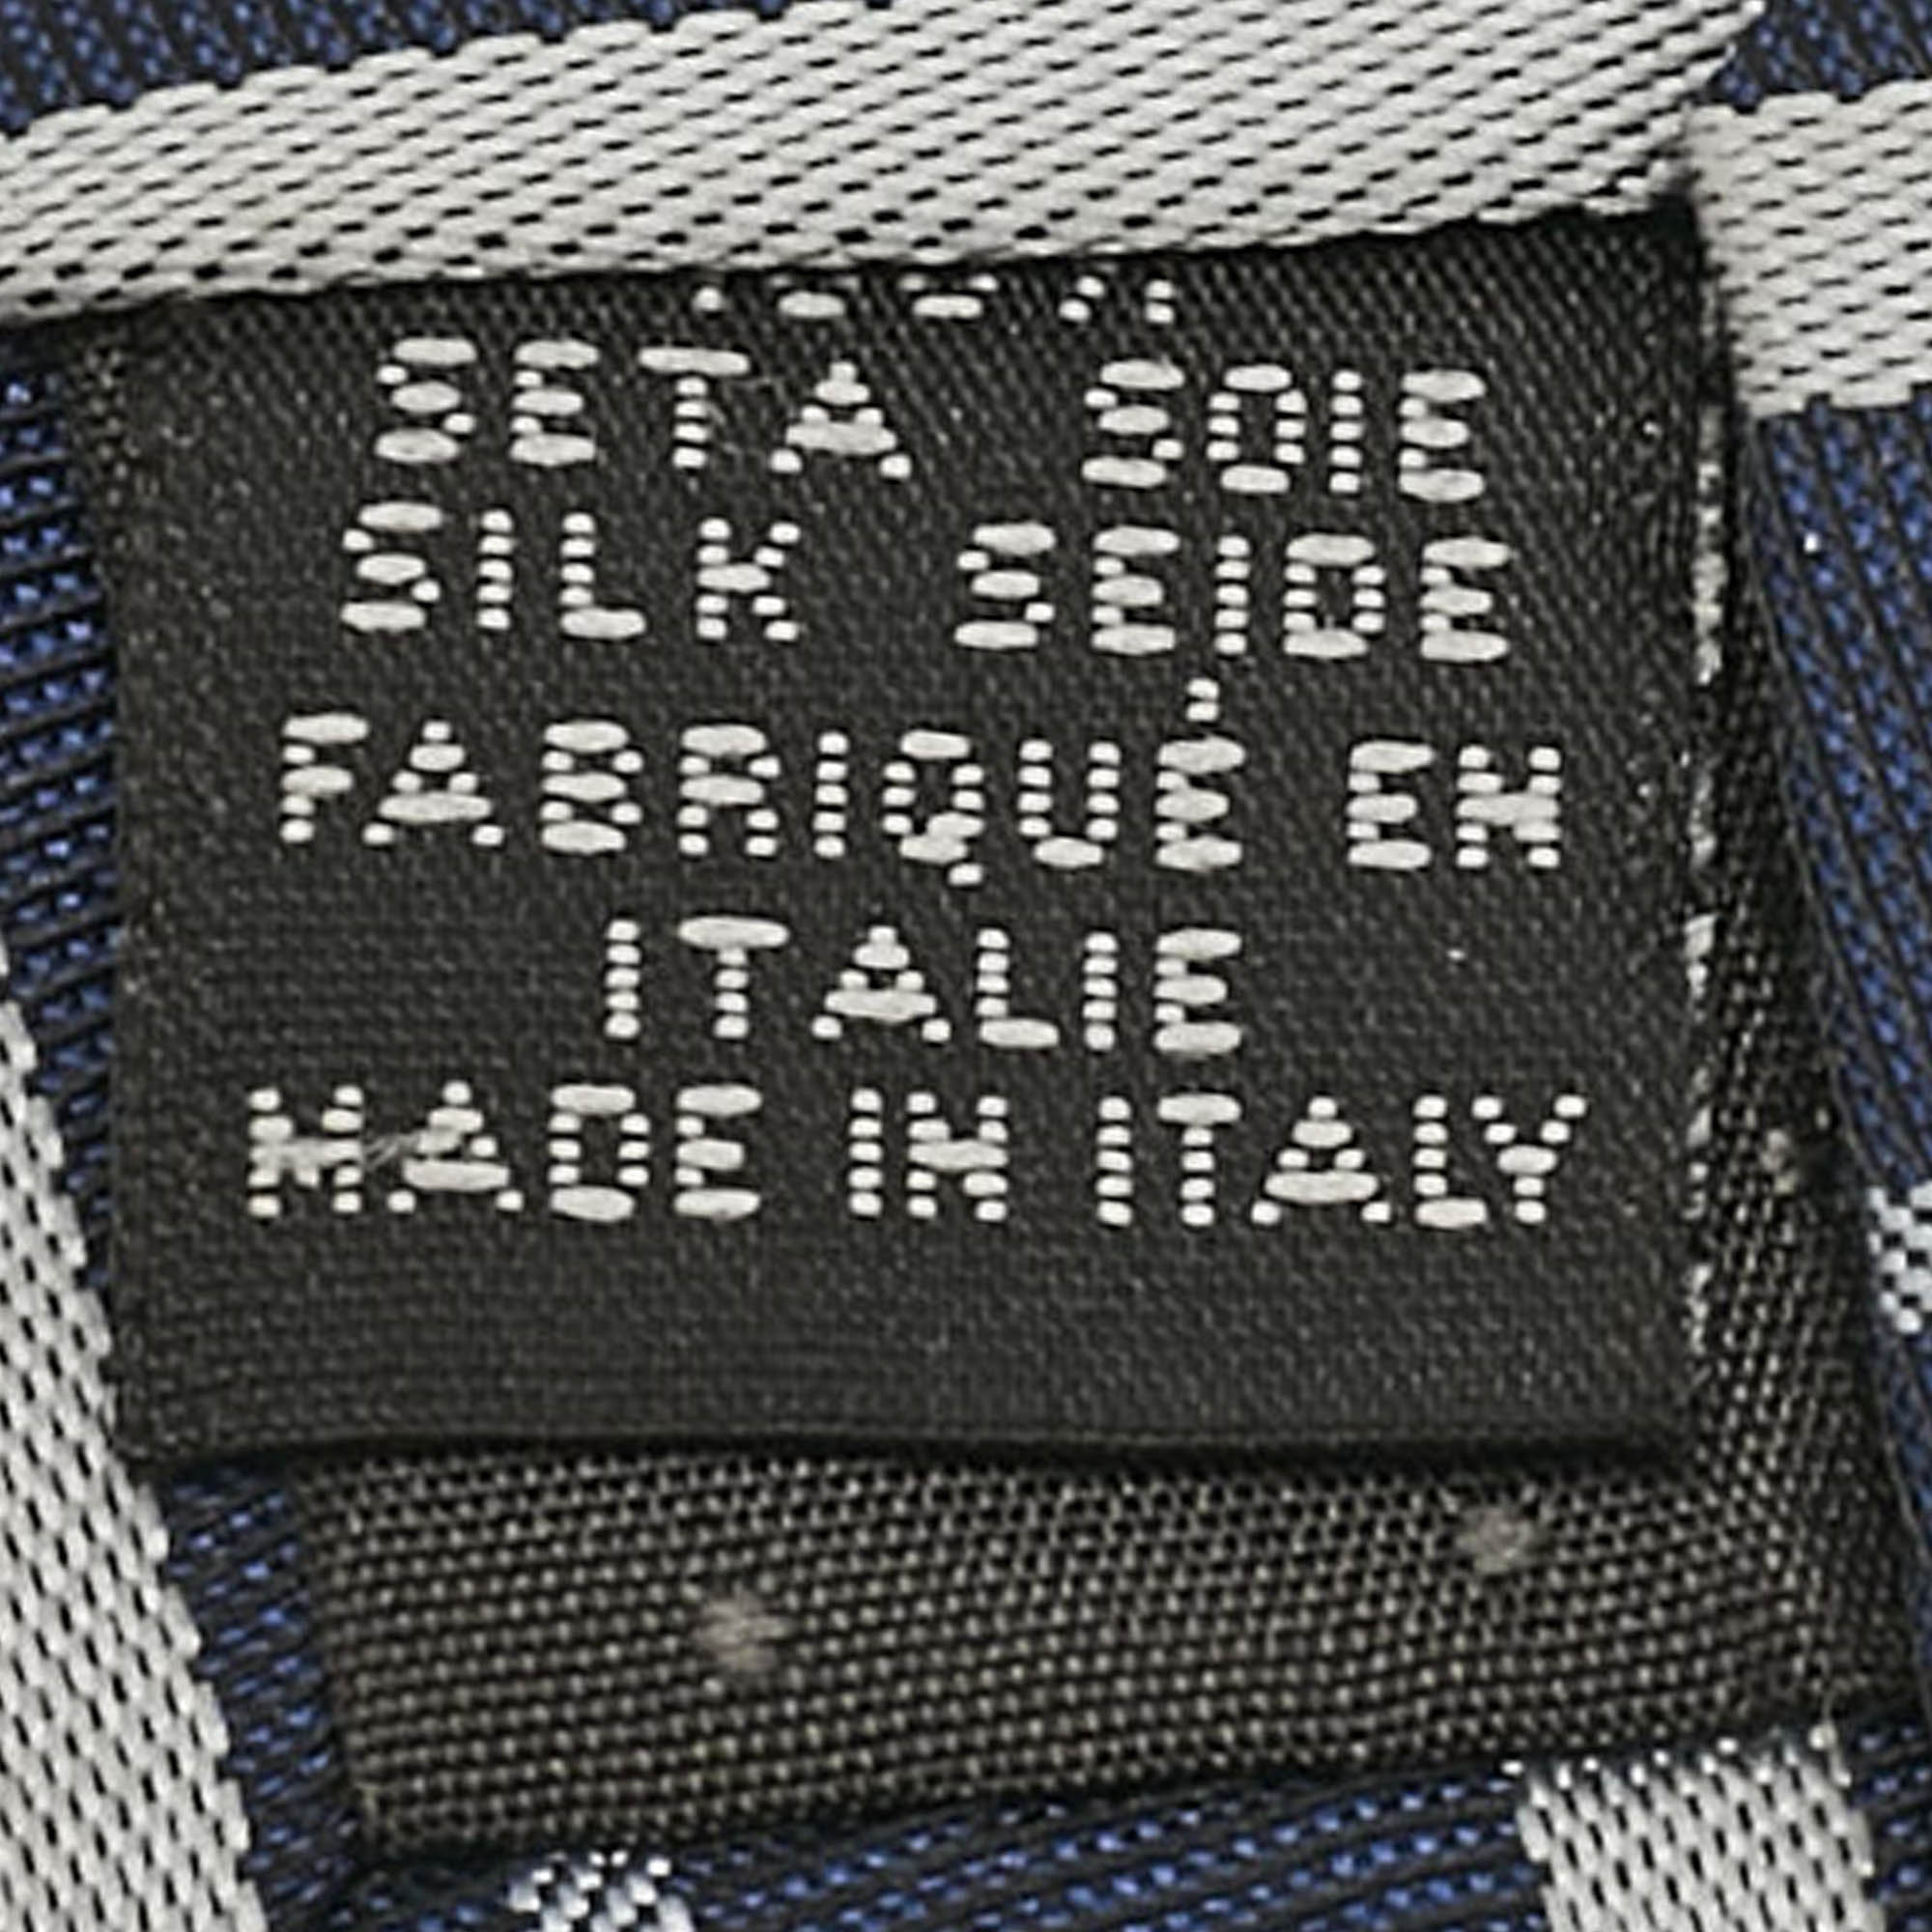 SETA SOIE
SILK SEIDE
FABRIQUÉ EN
ITALIE
MADE IN ITALY